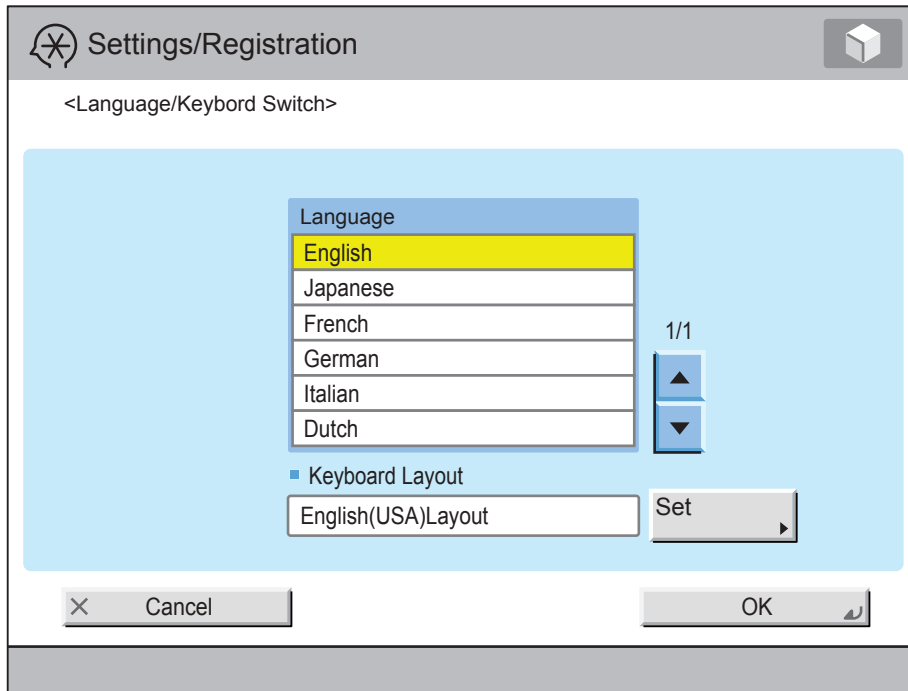 Settings/Registration
<Language/Keybord Switch>
Language
English
Japanese
French
German
Italian
Dutch
1/1
Keyboard Layout
English(USA)Layout
Set
Cancel
OK